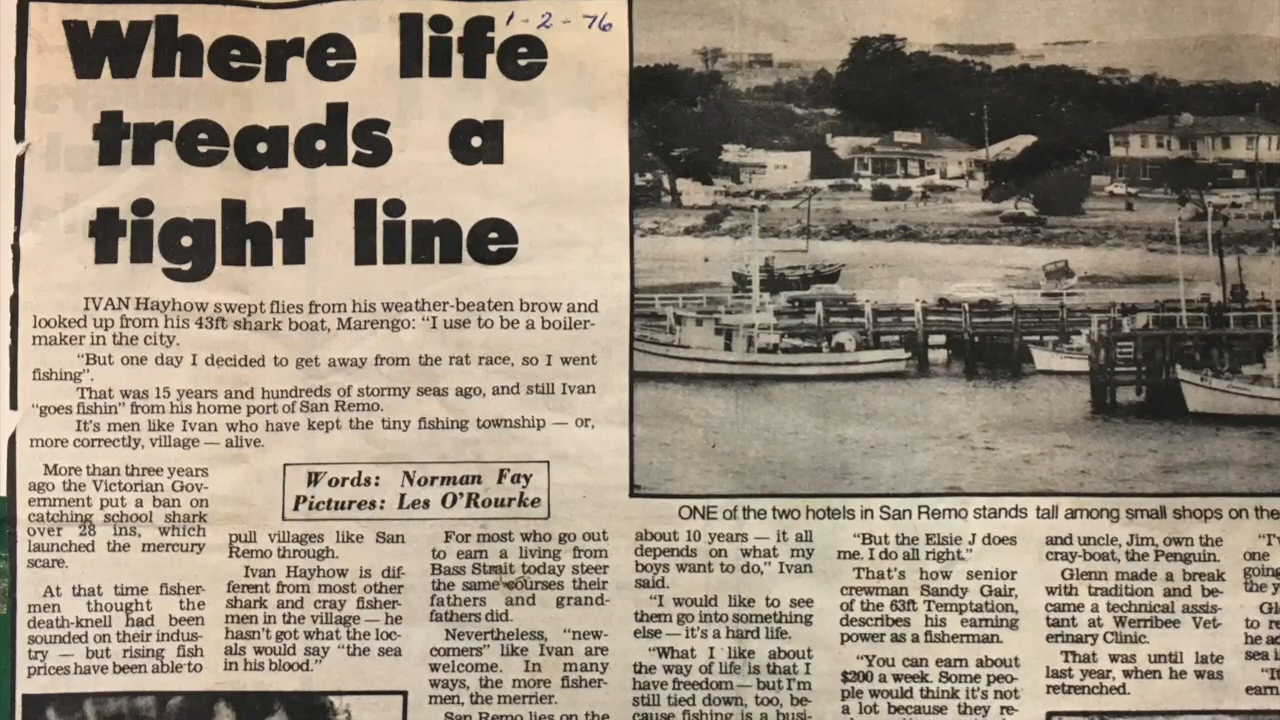 1-2-76
Where life
treads a
tight line
IVAN Hayhow swept flies from his weather-beaten brow and
looked up from his 43ft shark boat, Marengo: “I use to be a boiler-
maker in the city.
“But one day I decided to get away from the rat race, so I went
fishing”.
That was 15 years and hundreds of stormy seas ago, and still Ivan
“goes fishin” from his home port of San Remo.
It's men like Ivan who have kept the tiny fishing township — or,
more correctly, village — alive.
More than three years
ago the Victorian Gov-
ernment put a ban on
catching school shark
over 28 ins, which
launched the mercury
scare.
At that time fisher-
men thought the
death-knell had been
sounded on their indus-
try — but rising fish
prices have been able to
Words: Norman Fay
Pictures: Les O'Rourke
pull villages like San
Remo through.
Ivan Hayhow is dif-
ferent from most other
shark and cray fisher-
men in the village — he
hasn't got what the loc-
als would say “the sea
in his blood.”
For most who go out
to earn a living from
Bass Strait today steer
the same courses their
fathers and grand-
fathers did.
Nevertheless, “new-
comers” like Ivan are
welcome. In many
ways, the more fisher-
men, the merrier.
San Remo lies on the
ONE of the two hotels in San Remo stands tall among small shops on the
about 10 years — it all
depends on what my
boys want to do,” Ivan
said.
“I would like to see
them go into something
else — it's a hard life.
“What I like about
the way of life is that I
have freedom — but I'm
still tied down, too, be-
cause fishing is a busi-
“But the Elsie J does
me. I do all right.”
That's how senior
crewman Sandy Gair,
of the 63ft Temptation,
describes his earning
power as a fisherman.
“You can earn about
$200 a week. Some peo-
ple would think it's not
a lot because they re-
and uncle, Jim, own the
cray-boat, the Penguin.
Glenn made a break
with tradition and be-
came a technical assis-
tant at Werribee Vet-
erinary Clinic.
That was until late
last year, when he was
retrenched.
one
going
the y
to re
he ac
sea i
earn